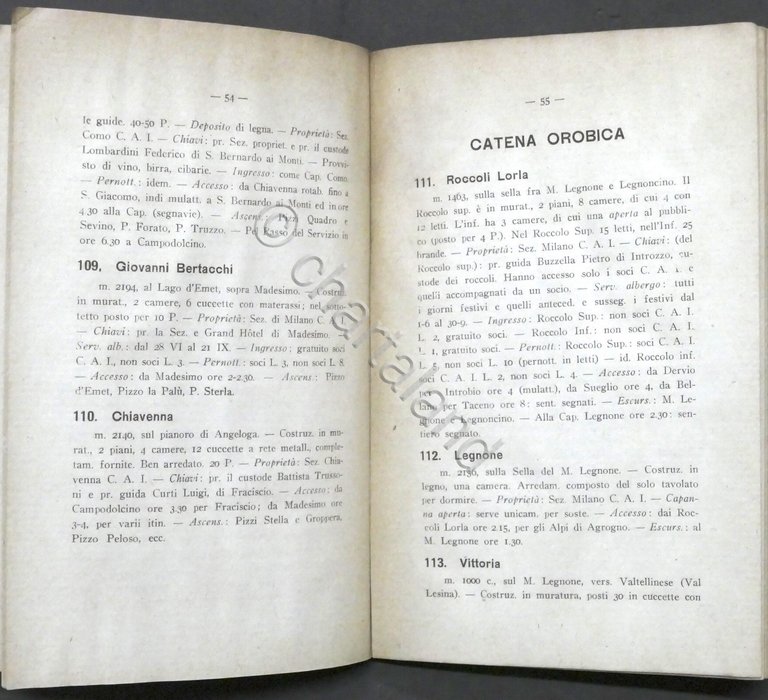 — 54 —
le guide. 40-50 P. — Deposito di legna. — Proprietà: Sez.
Como C. A. I. — Chiavi: pr. Sez. propriet. e pr. il custode
Lombardini Federico di S. Bernardo ai Monti. — Provvi-
sto di vino, birra, cibarie. — Ingresso: come Cap. Como.
— Pernott.: idem. — Accesso: da Chiavenna rotab. fino a
S. Giacomo, indi mulatt. a S. Bernardo ai Monti ed in ore
4.30 alla Cap. (segnavie). — Ascens.: Pizzi Quadro e
Sevino, P. Forato, P. Truzzo. — Pel Passo del Servizio in
ore 6.30 a Campodolcino.
109. Giovanni Bertacchi
m. 2194, al Lago d'Emet, sopra Madesimo. — Costruz.
in murat., 2 camere, 6 cuccette con materassi; nel sotto-
tetto posto per 10 P. — Proprietà: Sez. di Milano C. A. I.
— Chiavi: pr. la Sez. e Grand Hôtel di Madesimo. —
Serv. alb.: dal 28 VI al 21 IX. — Ingresso: gratuito soci
C. A. I., non soci L. 3. — Pernott.: soci L. 3, non soci L. 8.
— Accesso: da Madesimo ore 2-2.30. — Ascens.: Pizzo
d'Emet, Pizzo la Palù, P. Sterla.
110. Chiavenna
m. 2140, sul pianoro di Angeloga. — Costruz. in mu-
rat., 2 piani, 4 camere, 12 cuccette a rete metall., comple-
tam. fornite. Ben arredato. 20 P. — Proprietà: Sez. Chia-
venna C. A. I. — Chiavi: pr. il custode Battista Trusso-
ni e pr. guida Curti Luigi, di Fraciscio. — Accesso: da
Campodolcino ore 3.30 per Fraciscio; da Madesimo ore
3-4, per varii itin. — Ascens.: Pizzi Stella e Groppera,
Pizzo Peloso, ecc.
— 55 —
CATENA OROBICA
111. Roccoli Lorla
m. 1463, sulla sella fra M. Legnone e Legnoncino. Il
Roccolo sup. è in murat., 2 piani, 8 camere, di cui 4 con
12 letti. L'inf. ha 3 camere, di cui una aperta al pubbli-
co (posto per 4 P.). Nel Roccolo Sup. 15 letti, nell'Inf. 25
brande. — Proprietà: Sez. Milano C. A. I. — Chiavi: (del
Roccolo sup.): pr. guida Buzzella Pietro di Introzzo, cu-
stode dei roccoli. Hanno accesso solo i soci C. A. I. e
quelli accompagnati da un socio. — Serv. albergo: tutti
i giorni festivi e quelli anteced. e susseg. i festivi dal
1-6 al 30-9. — Ingresso: Roccolo Sup.: non soci C. A. I.
L. 2, gratuito soci. — Roccolo Inf.: non soci C. A. I.
L. 1, gratuito soci. — Pernott.: Roccolo Sup.: soci C. A. I.
non soci L. 10 (pernott. in letti) — id. Roccolo inf.
soci C. A. I. L. 2, non soci L. 4. — Accesso: da Dervio
per Introbio ore 4 (mulatt.), da Sueglio ore 4, da Bel-
lam. per Taceno ore 8: sent. segnati. — Escurs.: M. Le-
gnone e Legnoncino. — Alla Cap. Legnone ore 2.30: sen-
tiero segnato.
112. Legnone
m. 2136, sulla Sella del M. Legnone. — Costruz. in
legno, una camera. Arredam. composto del solo tavolato
per dormire. — Proprietà: Sez. Milano C. A. I. — Capan-
na aperta: serve unicam. per soste. — Accesso: dai Roc-
coli Lorla ore 2.15, per gli Alpi di Agrogno. — Escurs.: al
M. Legnone ore 1.30.
113. Vittoria
m. 1000 c., sul M. Legnone, vers. Valtellinese (Val
Lesina). — Costruz. in muratura, posti 30 in cuccette con
© chartaland